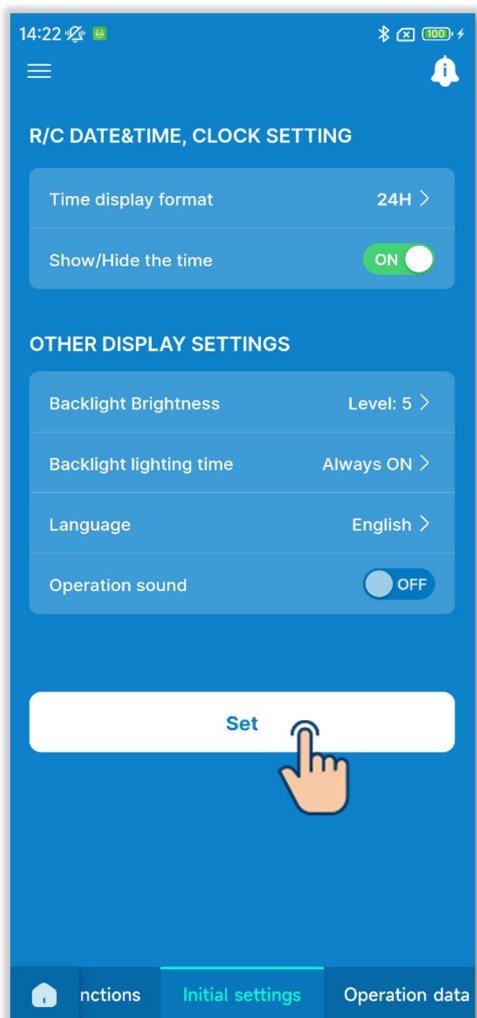 14:22 100
R/C DATE&TIME, CLOCK SETTING
Time display format 24H
Show/Hide the time ON
OTHER DISPLAY SETTINGS
Backlight Brightness Level: 5
Backlight lighting time Always ON
Language English
Operation sound OFF
Set
nctions Initial settings Operation data